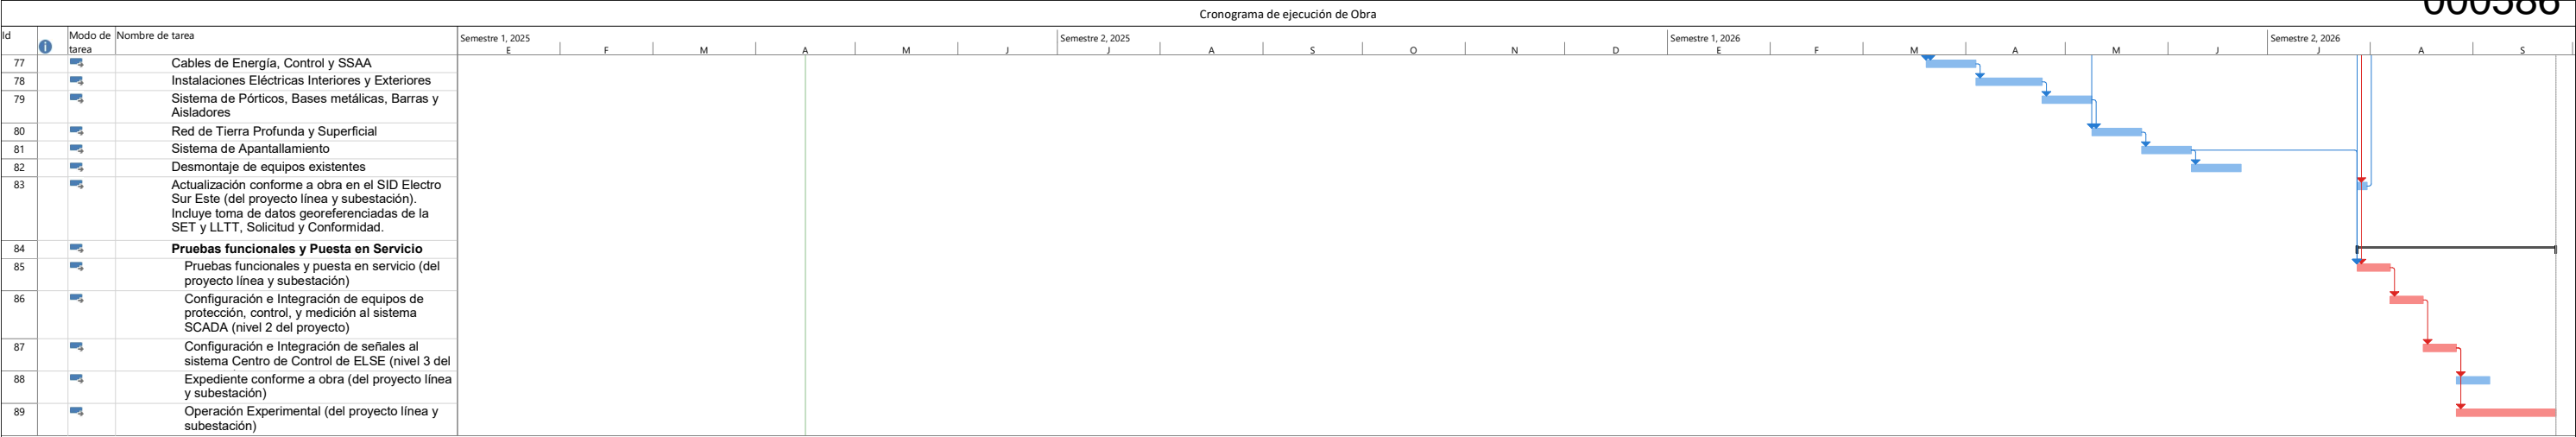 Cronograma de ejecución de Obra
000586
Id
Modo de tarea
Nombre de tarea
Semestre 1, 2025
Semestre 2, 2025
Semestre 1, 2026
Semestre 2, 2026
E F M A M J J A S O N D E F M A M J J A S
77 Cables de Energía, Control y SSAA
78 Instalaciones Eléctricas Interiores y Exteriores
79 Sistema de Pórticos, Bases metálicas, Barras y
Aisladores
80 Red de Tierra Profunda y Superficial
81 Sistema de Apantallamiento
82 Desmontaje de equipos existentes
83 Actualización conforme a obra en el SID Electro
Sur Este (del proyecto línea y subestación).
Incluye toma de datos georeferenciadas de la
SET y LLTT, Solicitud y Conformidad.
84 Pruebas funcionales y Puesta en Servicio
85 Pruebas funcionales y puesta en servicio (del
proyecto línea y subestación)
86 Configuración e Integración de equipos de
protección, control, y medición al sistema
SCADA (nivel 2 del proyecto)
87 Configuración e Integración de señales al
sistema Centro de Control de ELSE (nivel 3 del
88 Expediente conforme a obra (del proyecto línea
y subestación)
89 Operación Experimental (del proyecto línea y
subestación)